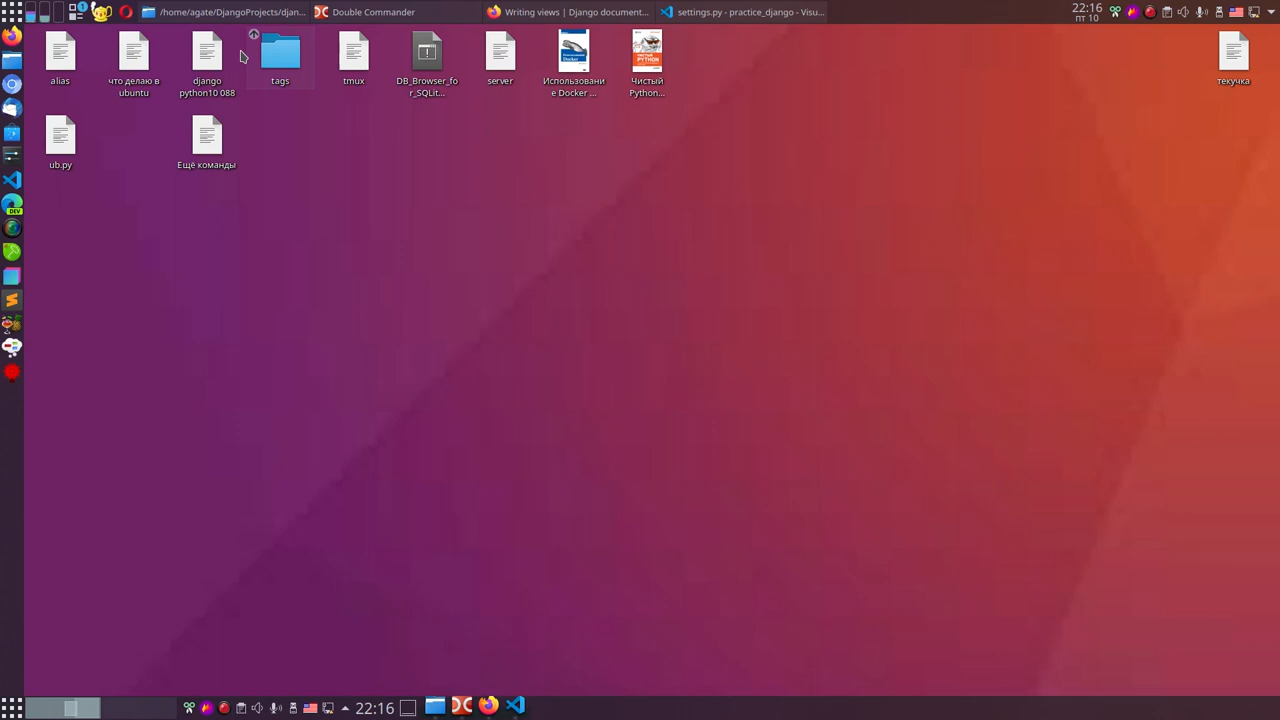 /home/agate/DjangoProjects/djan...
Double Commander
Writing views | Django document...
settings.py - practice_django - Visu...
22:16
пт 10
alias
что делаю в
ubuntu
django
python10 088
tags
tmux
DB_Browser_fo
r_SQLit...
server
Использовани
е Docker ...
Чистый
Python...
текучка
ub.py
Ещё команды
DEV
22:16